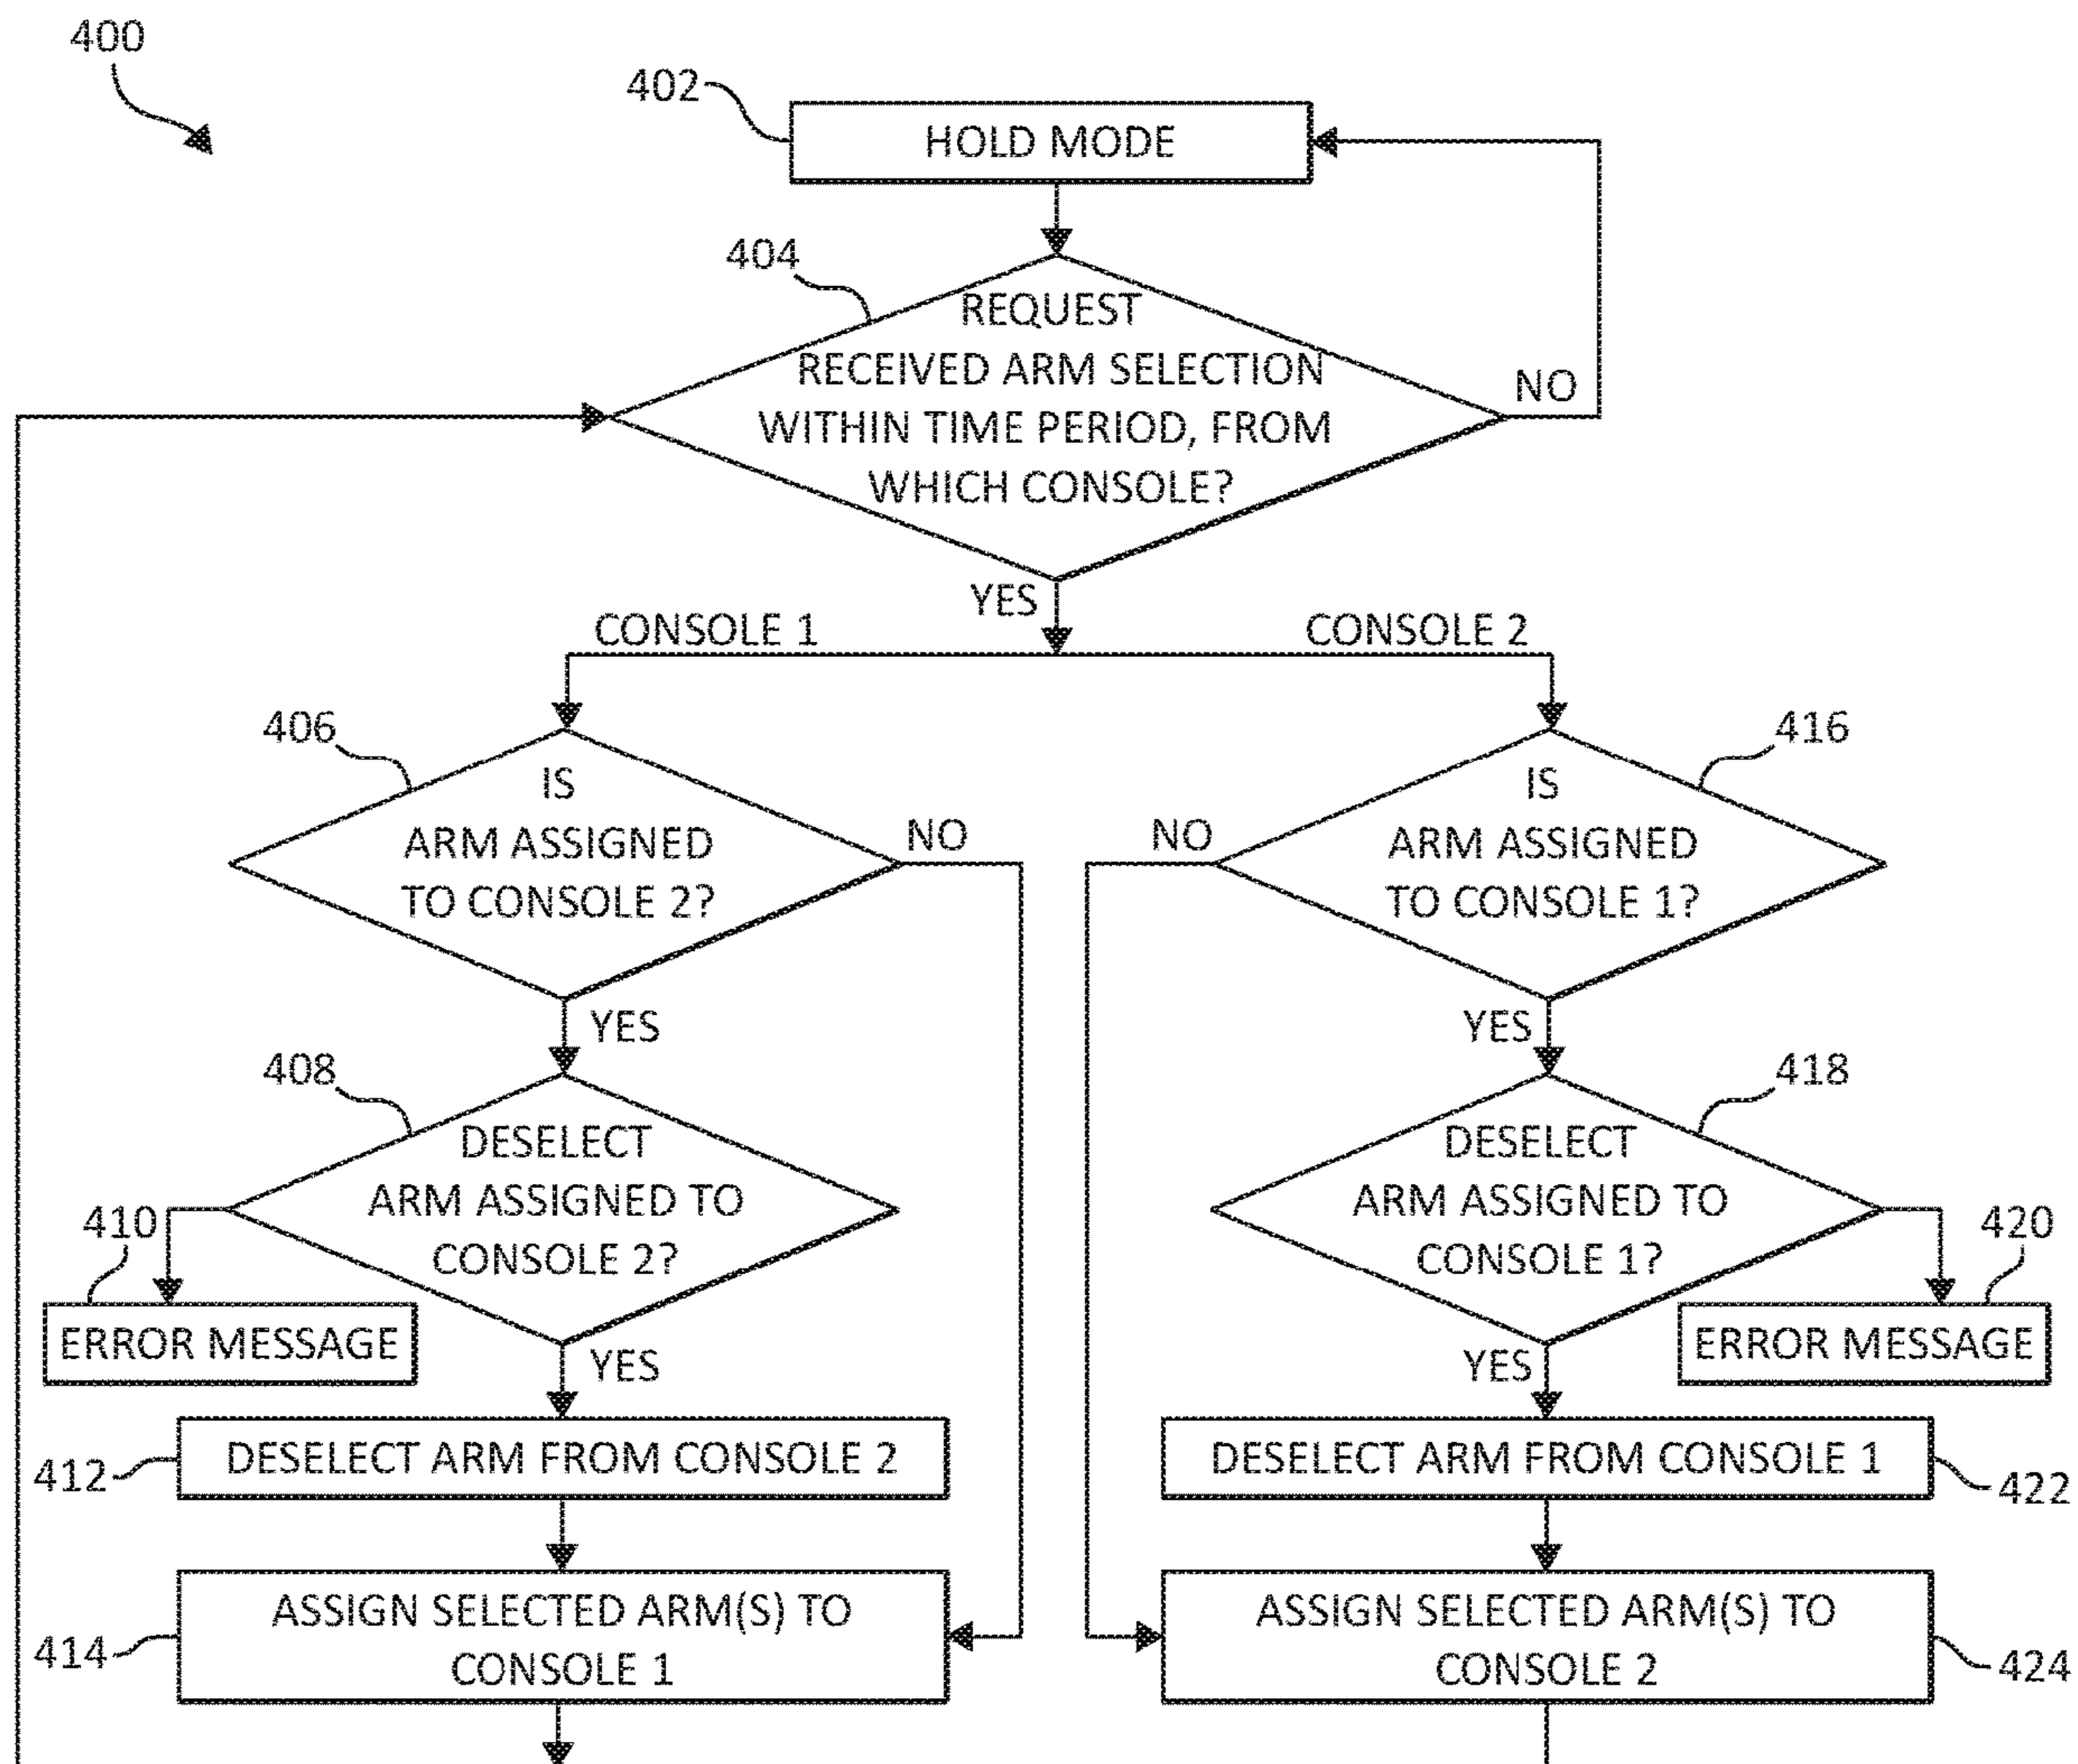 400
402
HOLD MODE
404
REQUEST
RECEIVED ARM SELECTION
WITHIN TIME PERIOD, FROM
WHICH CONSOLE?
NO
YES
CONSOLE 1
CONSOLE 2
406
IS
ARM ASSIGNED
TO CONSOLE 2?
NO
YES
416
IS
ARM ASSIGNED
TO CONSOLE 1?
NO
YES
408
DESELECT
ARM ASSIGNED TO
CONSOLE 2?
410
ERROR MESSAGE
YES
418
DESELECT
ARM ASSIGNED TO
CONSOLE 1?
420
ERROR MESSAGE
YES
412
DESELECT ARM FROM CONSOLE 2
DESELECT ARM FROM CONSOLE 1
422
414
ASSIGN SELECTED ARM(S) TO
CONSOLE 1
ASSIGN SELECTED ARM(S) TO
CONSOLE 2
424